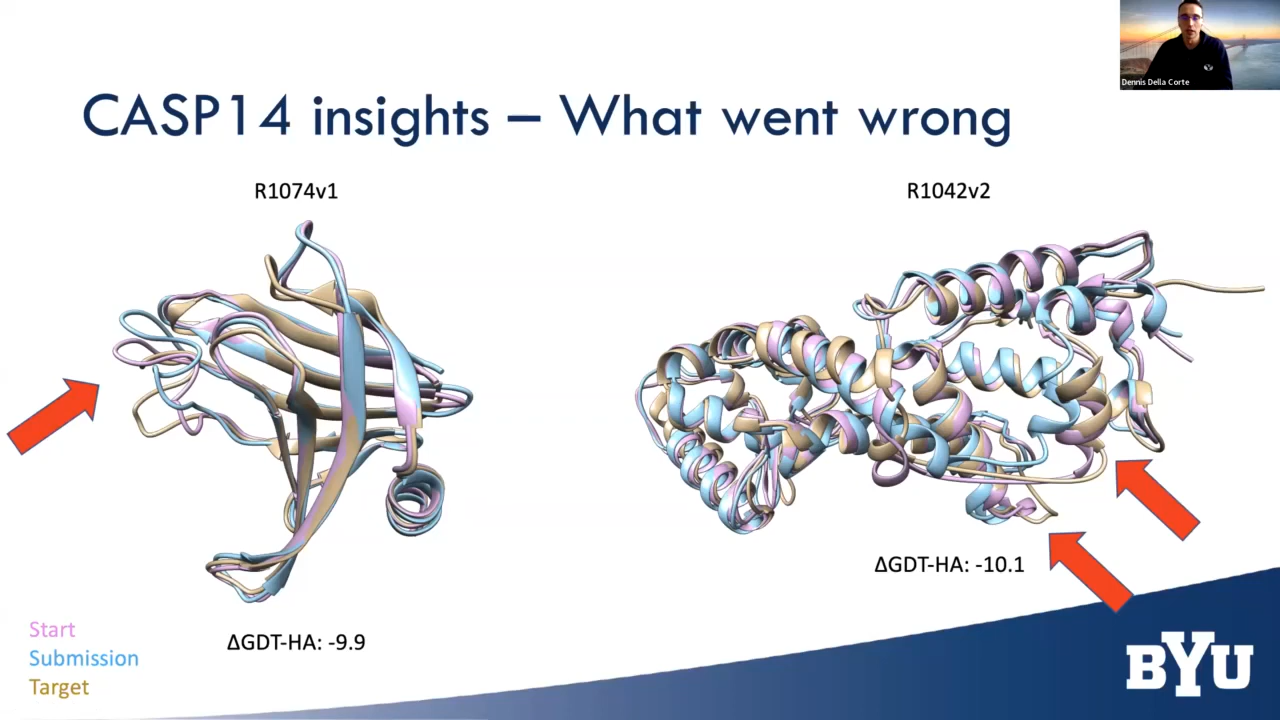 Dennis Della Corte
CASP14 insights – What went wrong
R1074v1
R1042v2
ΔGDT-HA: -10.1
ΔGDT-HA: -9.9
Start
Submission
Target
BYU